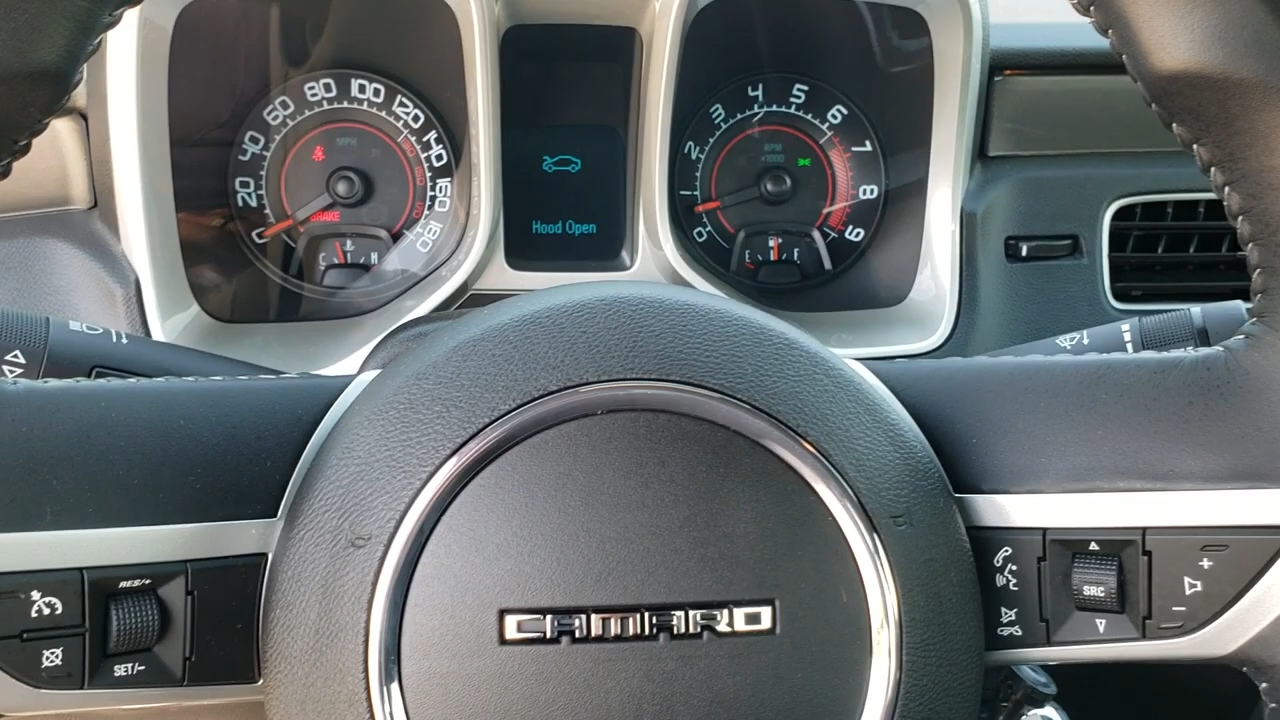 0 20 40 60 80 100 120 140 160 180
MPH
BRAKE
C H
Hood Open
0 1 2 3 4 5 6 7 8 9
RPM
x1000
E F
RES/+
SET/-
CAMARO
SRC
+
-